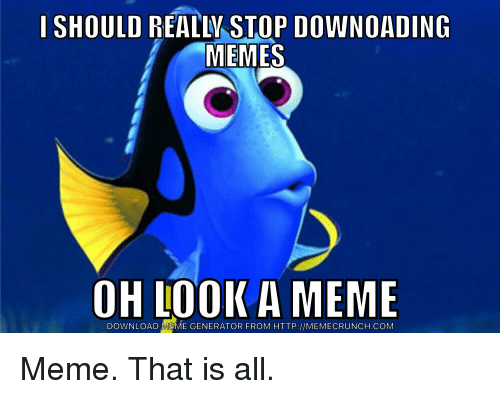 I SHOULD REALLY STOP DOWNOADING
MEMES
OH LOOK A MEME
DOWNLOAD MEME GENERATOR FROM HTTP://MEMECRUNCH.COM
Meme. That is all.